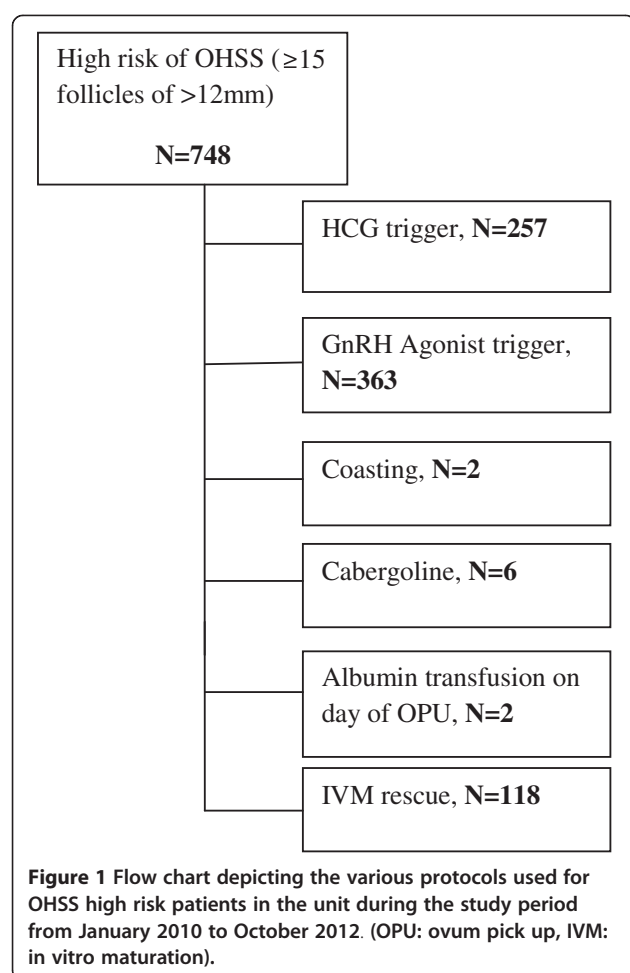 High risk of OHSS (≥15
follicles of >12mm)
N=748
HCG trigger, N=257
GnRH Agonist trigger,
N=363
Coasting, N=2
Cabergoline, N=6
Albumin transfusion on
day of OPU, N=2
IVM rescue, N=118
Figure 1 Flow chart depicting the various protocols used for
OHSS high risk patients in the unit during the study period
from January 2010 to October 2012. (OPU: ovum pick up, IVM:
in vitro maturation).